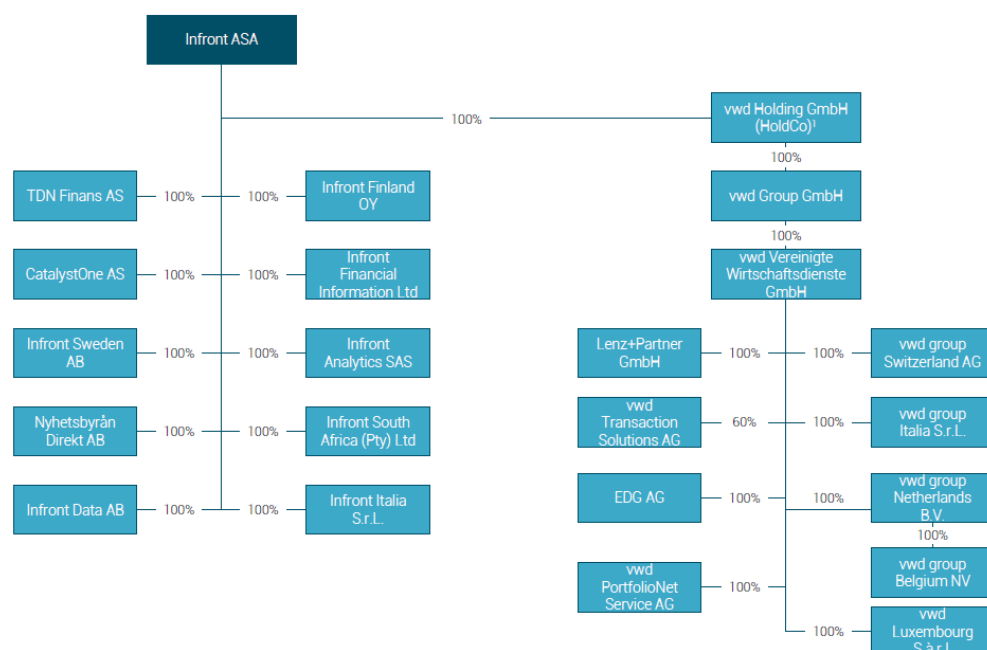 Infront ASA
vwd Holding GmbH
(HoldCo)¹
100%
100%
TDN Finans AS
100%
100%
Infront Finland
OY
vwd Group GmbH
100%
CatalystOne AS
100%
100%
Infront
Financial
Information Ltd
vwd Vereinigte
Wirtschaftsdienste
GmbH
Infront Sweden
AB
100%
100%
Infront
Analytics SAS
Lenz+Partner
GmbH
100%
100%
vwd group
Switzerland AG
Nyhetsbyrån
Direkt AB
100%
100%
Infront South
Africa (Pty) Ltd
vwd
Transaction
Solutions AG
60%
100%
vwd group
Italia S.r.L.
Infront Data AB
100%
100%
Infront Italia
S.r.L.
EDG AG
100%
100%
vwd group
Netherlands
B.V.
100%
vwd
PortfolioNet
Service AG
100%
vwd group
Belgium NV
100%
vwd
Luxembourg
S.à r.l.